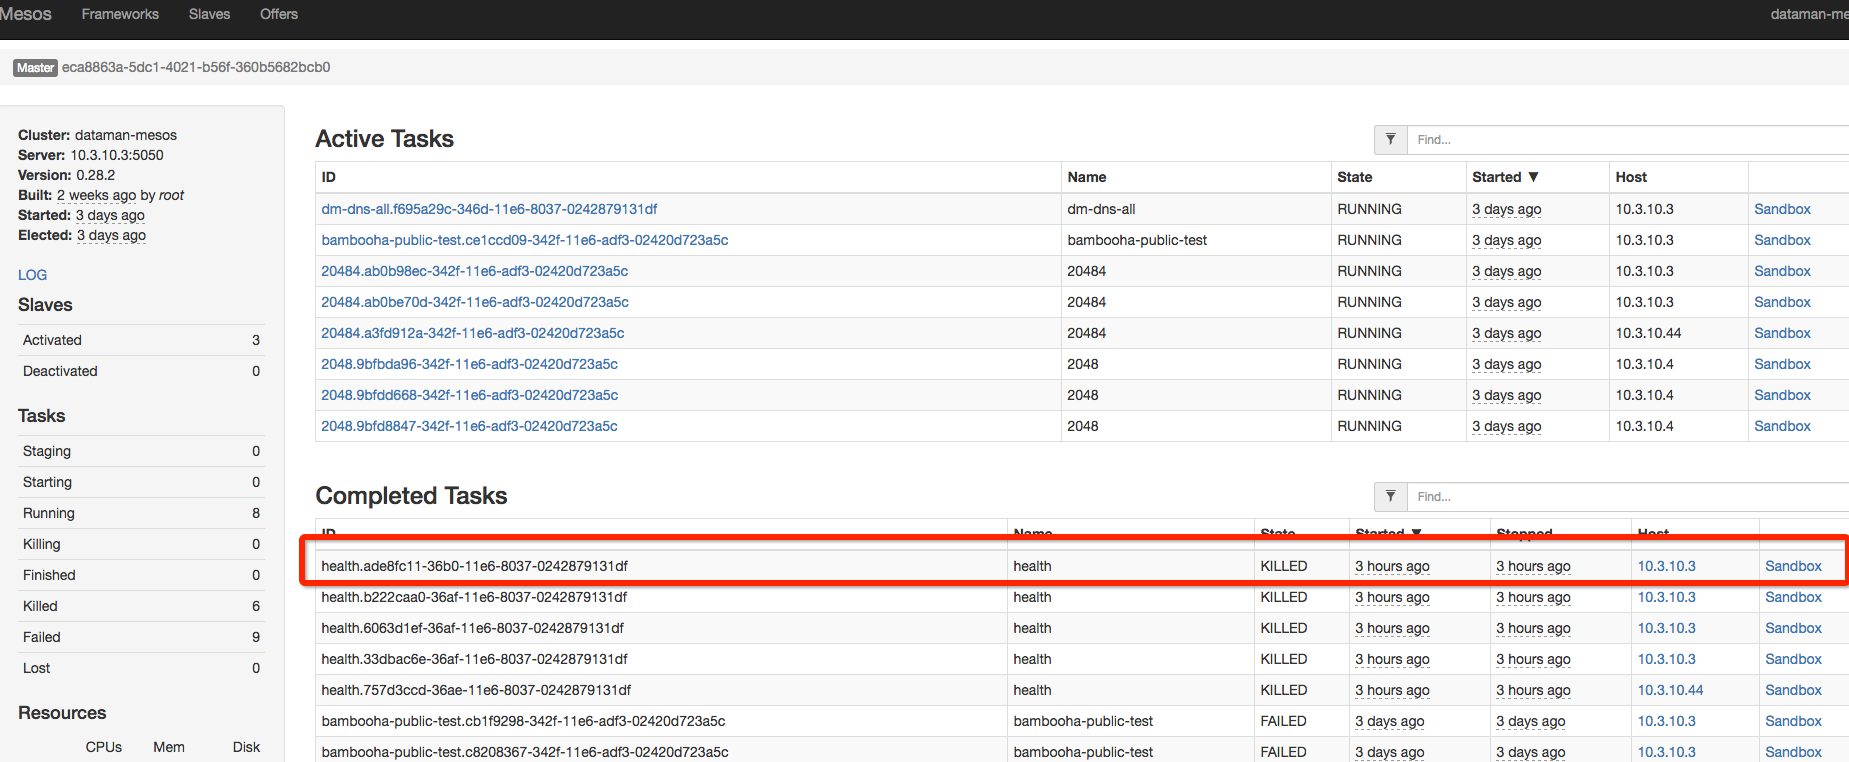 Mesos Frameworks Slaves Offers dataman-me
Master eca8863a-5dc1-4021-b56f-360b5682bcb0
Cluster: dataman-mesos
Server: 10.3.10.3:5050
Version: 0.28.2
Built: 2 weeks ago by root
Started: 3 days ago
Elected: 3 days ago
LOG
Slaves
Activated 3
Deactivated 0
Tasks
Staging 0
Starting 0
Running 8
Killing 0
Finished 0
Killed 6
Failed 9
Lost 0
Resources
CPUs Mem Disk
Active Tasks
Find...
ID Name State Started ▼ Host
dm-dns-all.f695a29c-346d-11e6-8037-0242879131df dm-dns-all RUNNING 3 days ago 10.3.10.3 Sandbox
bambooha-public-test.ce1ccd09-342f-11e6-adf3-02420d723a5c bambooha-public-test RUNNING 3 days ago 10.3.10.3 Sandbox
20484.ab0b98ec-342f-11e6-adf3-02420d723a5c 20484 RUNNING 3 days ago 10.3.10.3 Sandbox
20484.ab0be70d-342f-11e6-adf3-02420d723a5c 20484 RUNNING 3 days ago 10.3.10.3 Sandbox
20484.a3fd912a-342f-11e6-adf3-02420d723a5c 20484 RUNNING 3 days ago 10.3.10.44 Sandbox
2048.9bfbda96-342f-11e6-adf3-02420d723a5c 2048 RUNNING 3 days ago 10.3.10.4 Sandbox
2048.9bfdd668-342f-11e6-adf3-02420d723a5c 2048 RUNNING 3 days ago 10.3.10.4 Sandbox
2048.9bfd8847-342f-11e6-adf3-02420d723a5c 2048 RUNNING 3 days ago 10.3.10.4 Sandbox
Completed Tasks
Find...
ID Name State Started ▼ Stopped Host
health.ade8fc11-36b0-11e6-8037-0242879131df health KILLED 3 hours ago 3 hours ago 10.3.10.3 Sandbox
health.b222caa0-36af-11e6-8037-0242879131df health KILLED 3 hours ago 3 hours ago 10.3.10.3 Sandbox
health.6063d1ef-36af-11e6-8037-0242879131df health KILLED 3 hours ago 3 hours ago 10.3.10.3 Sandbox
health.33dbac6e-36af-11e6-8037-0242879131df health KILLED 3 hours ago 3 hours ago 10.3.10.3 Sandbox
health.757d3ccd-36ae-11e6-8037-0242879131df health KILLED 3 hours ago 3 hours ago 10.3.10.44 Sandbox
bambooha-public-test.cb1f9298-342f-11e6-adf3-02420d723a5c bambooha-public-test FAILED 3 days ago 3 days ago 10.3.10.3 Sandbox
bambooha-public-test.c8208367-342f-11e6-adf3-02420d723a5c bambooha-public-test FAILED 3 days ago 3 days ago 10.3.10.3 Sandbox